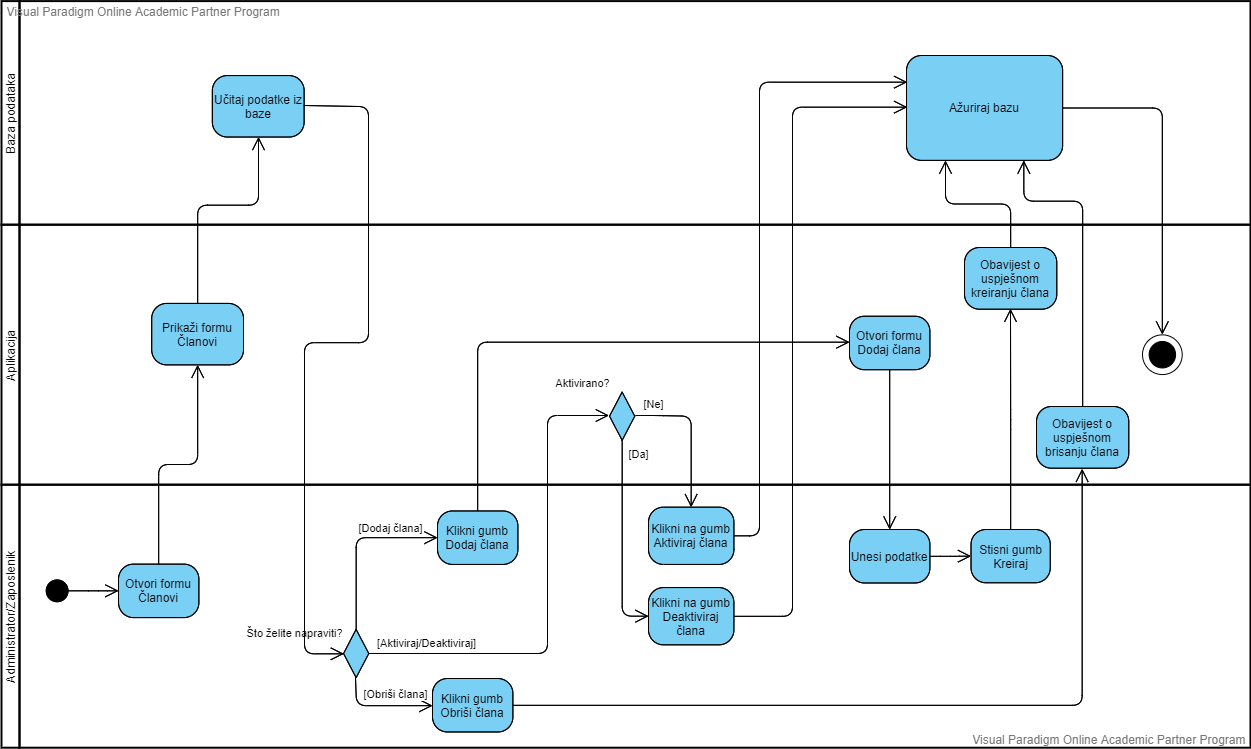 Visual Paradigm Online Academic Partner Program
Baza podataka
Učitaj podatke iz
baze
Ažuriraj bazu
Aplikacija
Prikaži formu
Članovi
Aktivirano?
[Ne]
[Da]
Otvori formu
Dodaj člana
Obavijest o
uspješnom
kreiranju člana
Obavijest o
uspješnom
brisanju člana
Administrator/Zaposlenik
Otvori formu
Članovi
Što želite napraviti?
[Dodaj člana]
Klikni gumb
Dodaj člana
[Aktiviraj/Deaktiviraj]
[Obriši člana]
Klikni gumb
Obriši člana
Klikni na gumb
Aktiviraj člana
Klikni na gumb
Deaktiviraj
člana
Unesi podatke
Stisni gumb
Kreiraj
Visual Paradigm Online Academic Partner Program